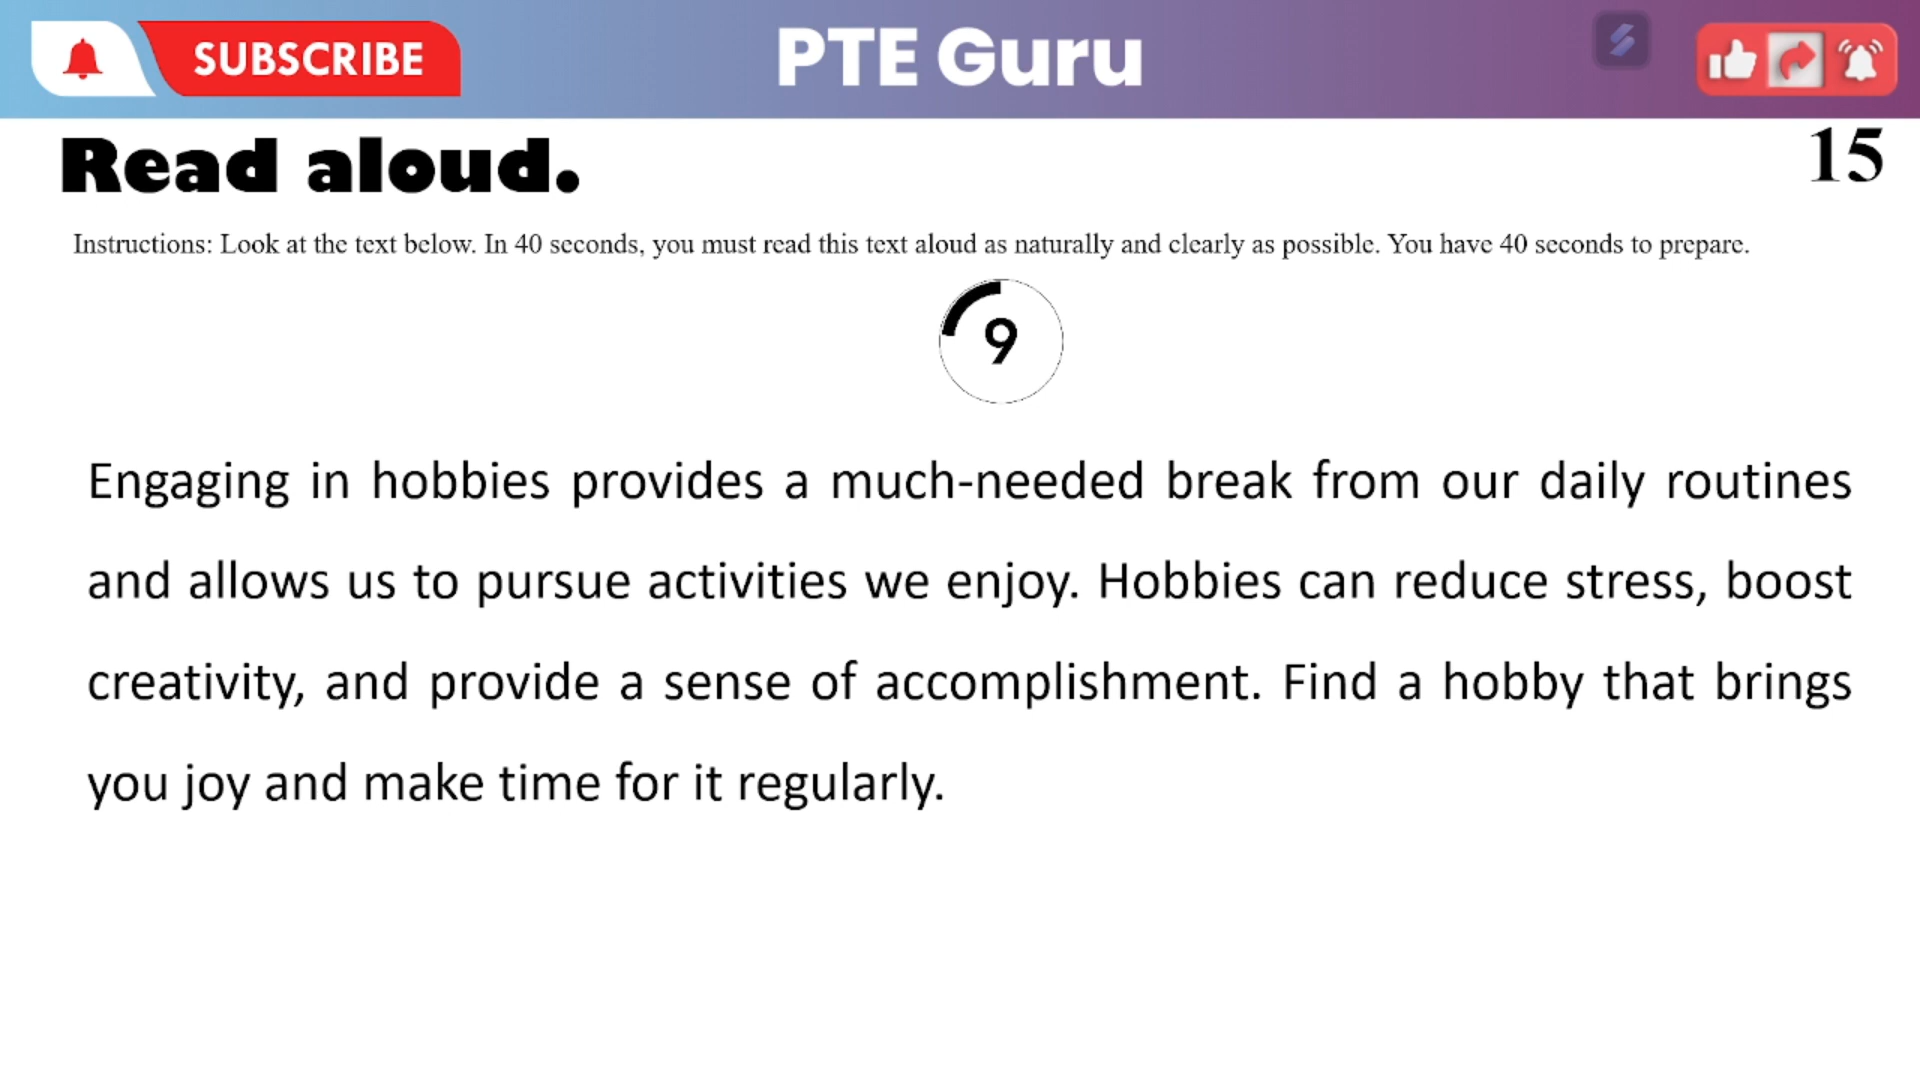 SUBSCRIBE
PTE Guru
Read aloud.
15
Instructions: Look at the text below. In 40 seconds, you must read this text aloud as naturally and clearly as possible. You have 40 seconds to prepare.
9
Engaging in hobbies provides a much-needed break from our daily routines
and allows us to pursue activities we enjoy. Hobbies can reduce stress, boost
creativity, and provide a sense of accomplishment. Find a hobby that brings
you joy and make time for it regularly.